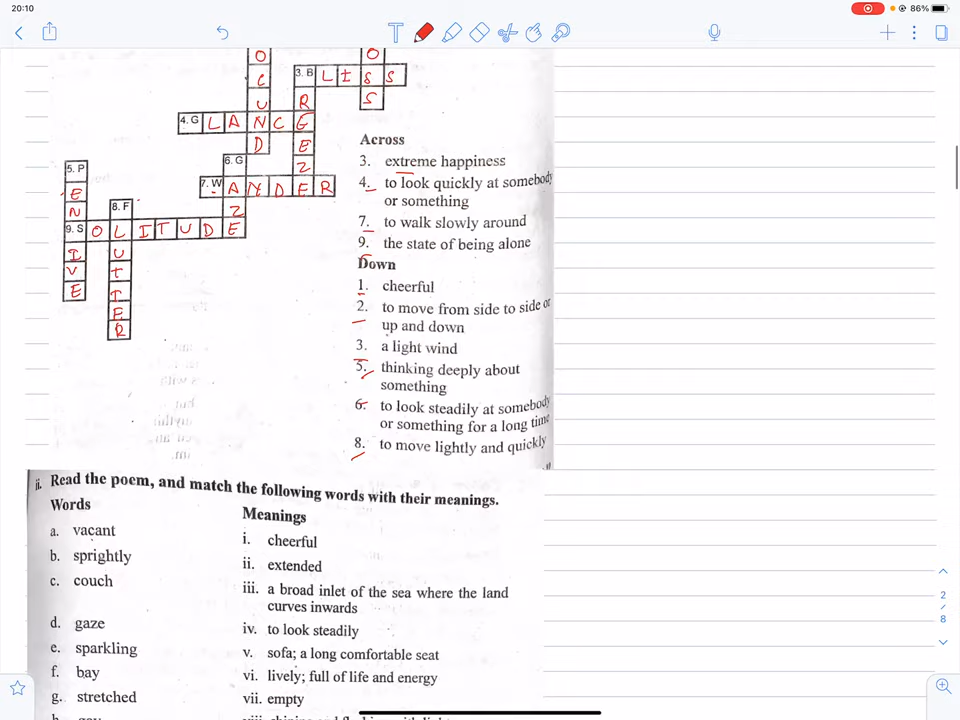 20:10
86%
O
O
C
3. B L I S S
U R S
4. G L A N C E
D E
6. G Z
5. P
7. W A N D E R
E
N 8. F Z
9. S O L I T U D E
I U
V T
E T
E
R
Across
3. extreme happiness
4. to look quickly at somebody
or something
7. to walk slowly around
9. the state of being alone
Down
1. cheerful
2. to move from side to side or
up and down
3. a light wind
5. thinking deeply about
something
6. to look steadily at somebody
or something for a long time
8. to move lightly and quickly
ii. Read the poem, and match the following words with their meanings.
Words Meanings
a. vacant i. cheerful
b. sprightly ii. extended
c. couch iii. a broad inlet of the sea where the land
curves inwards
d. gaze iv. to look steadily
e. sparkling v. sofa; a long comfortable seat
f. bay vi. lively; full of life and energy
g. stretched vii. empty
2
/
8